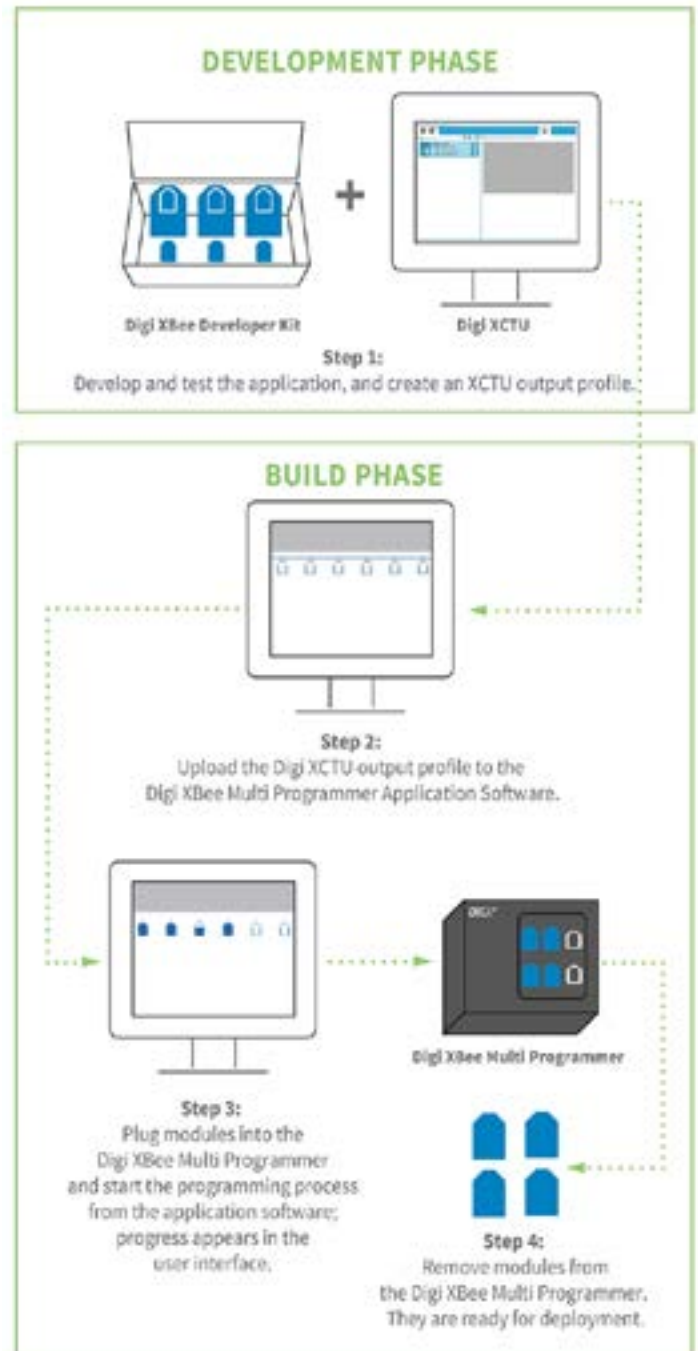 DEVELOPMENT PHASE
+
Digi XBee Developer Kit
Digi XCTU
Step 1:
Develop and test the application, and create an XCTU output profile.
BUILD PHASE
Step 2:
Upload the Digi XCTU output profile to the
Digi XBee Multi Programmer Application Software.
DIGI
Digi XBee Multi Programmer
Step 3:
Plug modules into the
Digi XBee Multi Programmer
and start the programming process
from the application software;
progress appears in the
user interface.
Step 4:
Remove modules from
the Digi XBee Multi Programmer.
They are ready for deployment.